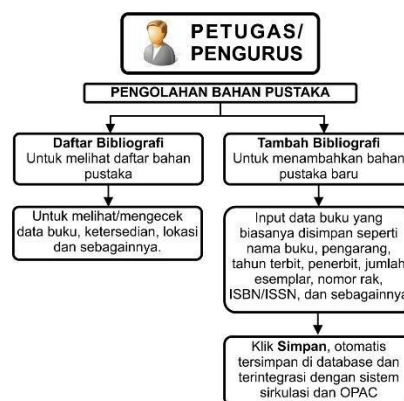 PETUGAS/
PENGURUS
PENGOLAHAN BAHAN PUSTAKA
Daftar Bibliografi
Untuk melihat daftar bahan
pustaka
Tambah Bibliografi
Untuk menambahkan bahan
pustaka baru
Untuk melihat/mengecek
data buku, ketersedian, lokasi
dan sebagainya.
Input data buku yang
biasanya disimpan seperti
nama buku, pengarang,
tahun terbit, penerbit, jumlah
esemplar, nomor rak,
ISBN/ISSN, dan sebagainya
Klik Simpan, otomatis
tersimpan di database dan
terintegrasi dengan sistem
sirkulasi dan OPAC